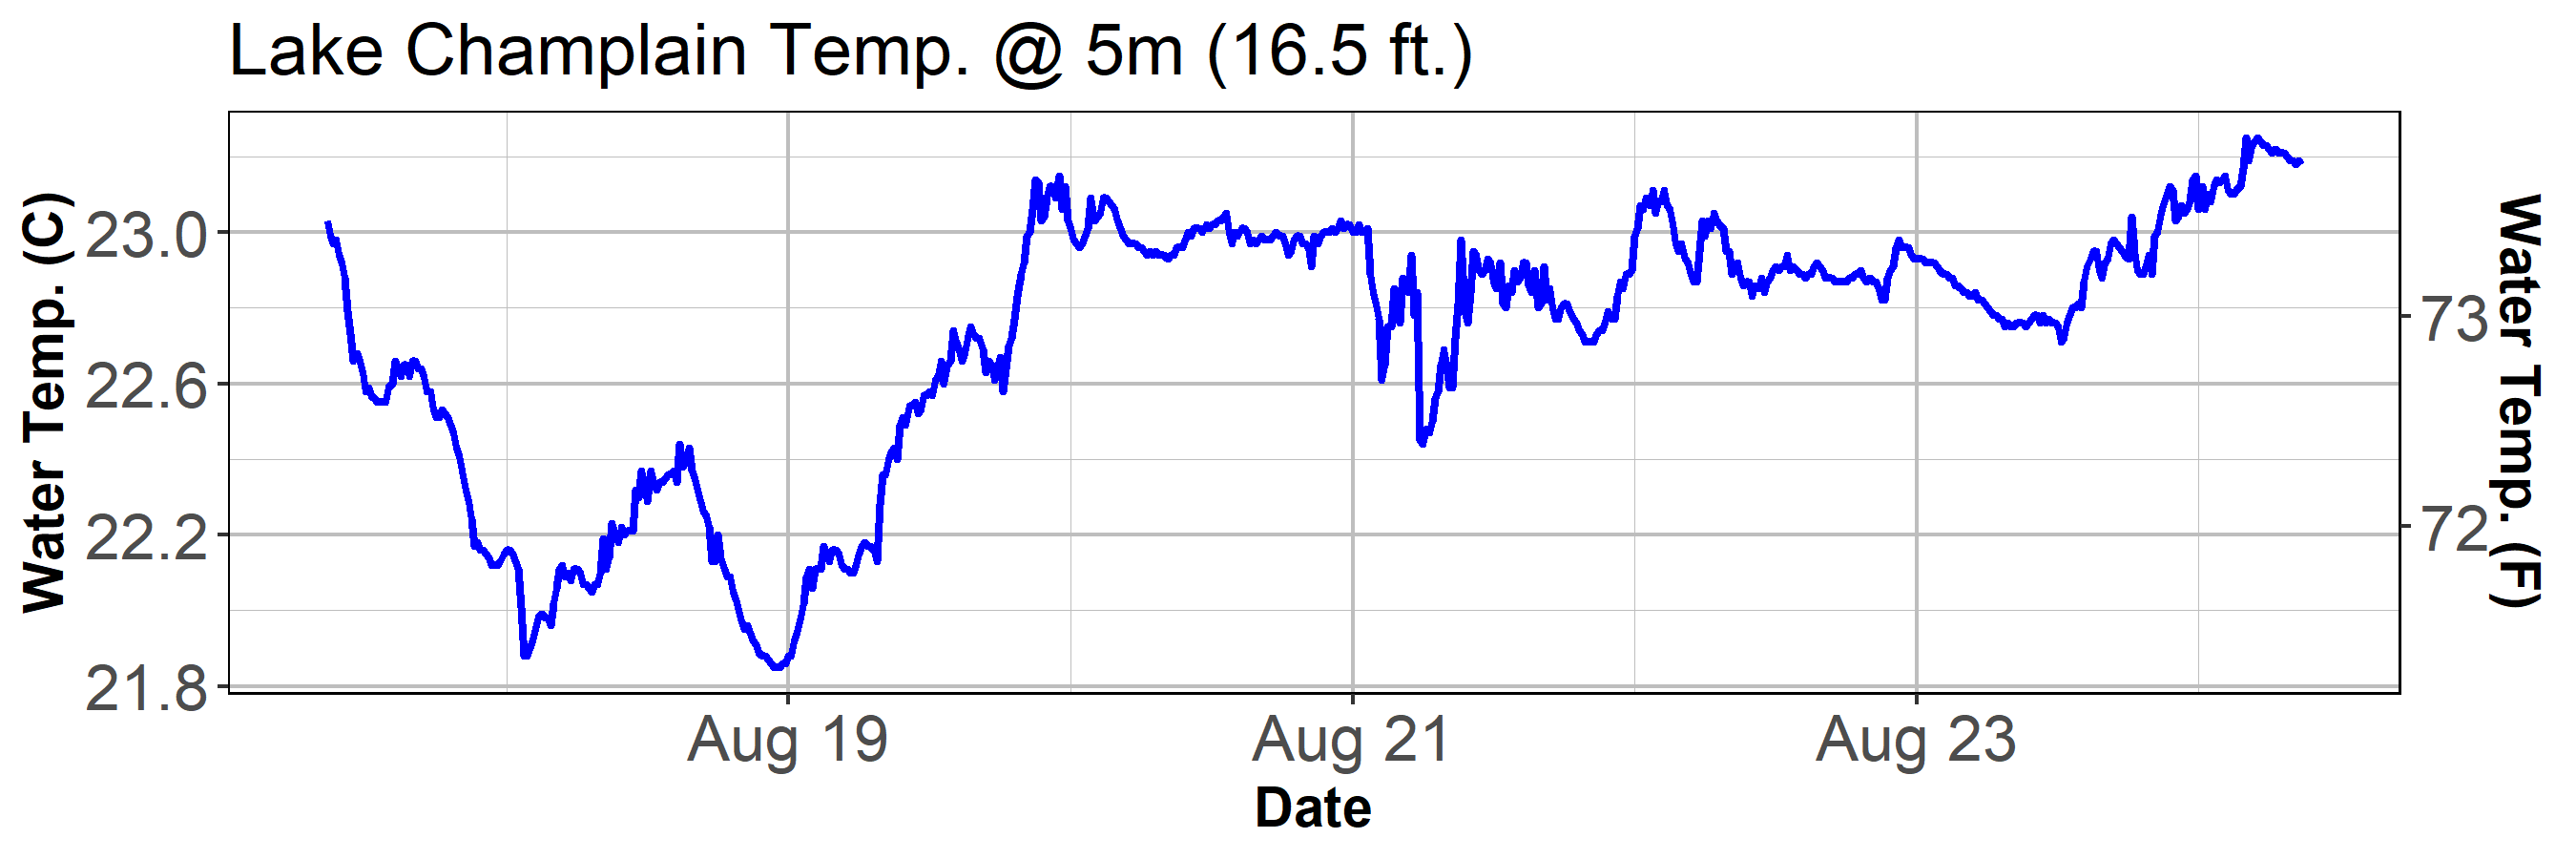 Lake Champlain Temp. @ 5m (16.5 ft.)
Water Temp. (C)
23.0
22.6
22.2
21.8
73
72
Water Temp. (F)
Aug 19
Aug 21
Aug 23
Date